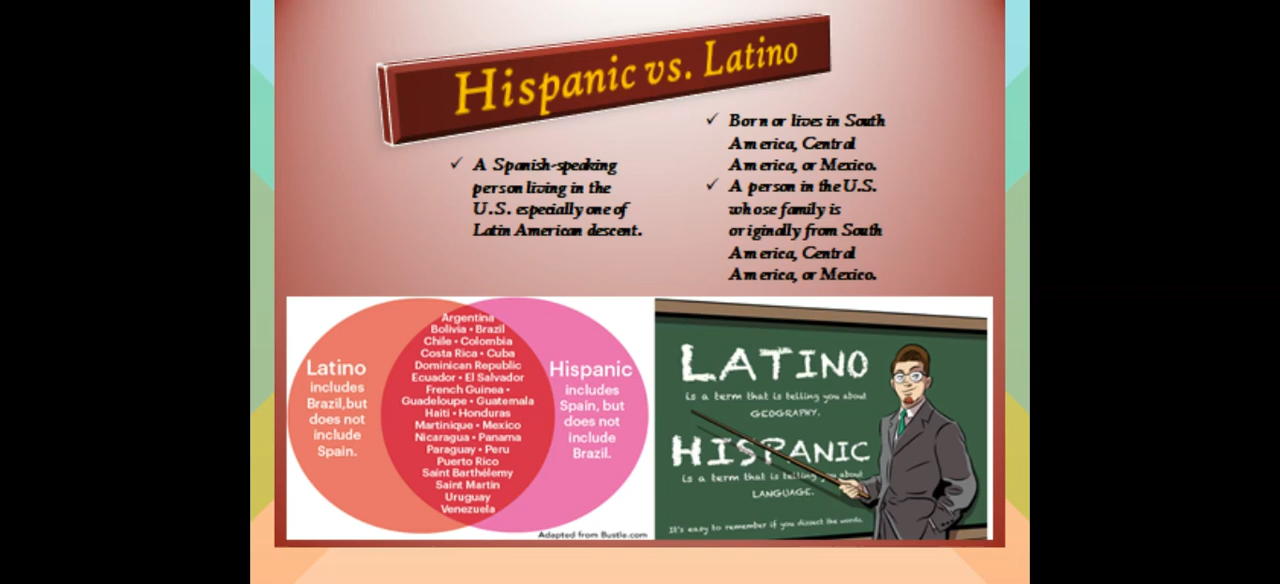 Hispanic vs. Latino
✓ A Spanish-speaking
person living in the
U.S. especially one of
Latin American descent.
✓ Born or lives in South
America, Central
America, or Mexico.
✓ A person in the U.S.
whose family is
originally from South
America, Central
America, or Mexico.
Latino
includes
Brazil,but
does not
include
Spain.
Argentina
Bolivia • Brazil
Chile • Colombia
Costa Rica • Cuba
Dominican Republic
Ecuador • El Salvador
French Guinea •
Guadeloupe • Guatemala
Haiti • Honduras
Martinique • Mexico
Nicaragua • Panama
Paraguay • Peru
Puerto Rico
Saint Barthélemy
Saint Martin
Uruguay
Venezuela
Hispanic
includes
Spain, but
does not
include
Brazil.
Adapted from Bustle.com
LATINO
is a term that is telling you about
GEOGRAPHY.
HISPANIC
is a term that is telling you about
LANGUAGE.
It's easy to remember if you dissect the words.